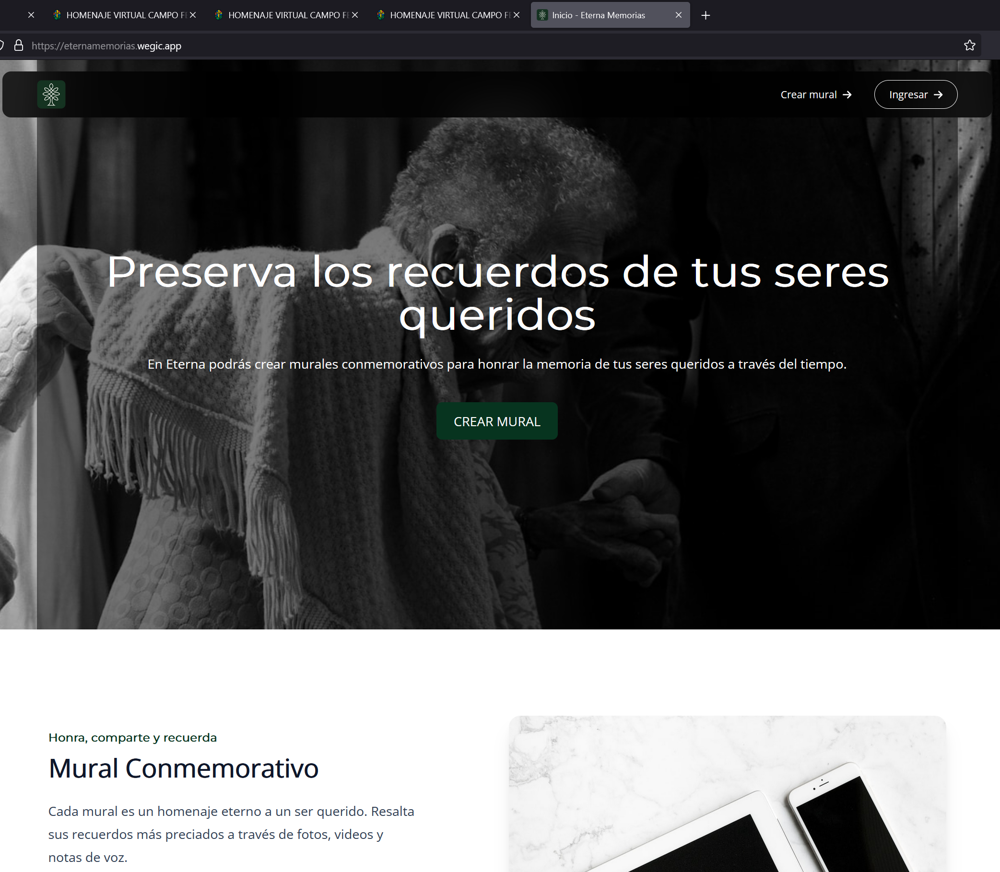 HOMENAJE VIRTUAL CAMPO FE
HOMENAJE VIRTUAL CAMPO FE
HOMENAJE VIRTUAL CAMPO FE
Inicio - Eterna Memorias
https://eternamemorias.wegic.app
Crear mural
Ingresar
Preserva los recuerdos de tus seres
queridos
En Eterna podrás crear murales conmemorativos para honrar la memoria de tus seres queridos a través del tiempo.
CREAR MURAL
Honra, comparte y recuerda
Mural Conmemorativo
Cada mural es un homenaje eterno a un ser querido. Resalta
sus recuerdos más preciados a través de fotos, videos y
notas de voz.